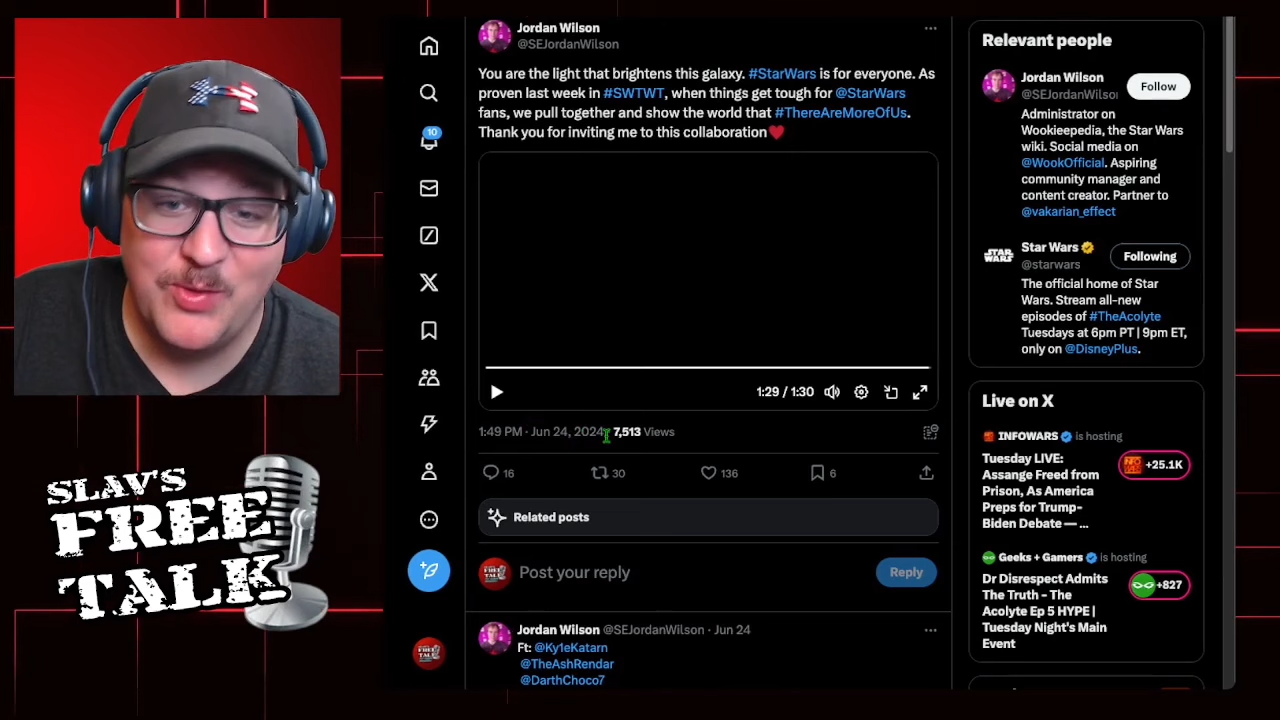 Jordan Wilson
@SEJordanWilson
You are the light that brightens this galaxy. #StarWars is for everyone. As
proven last week in #SWTWT, when things get tough for @StarWars
fans, we pull together and show the world that #ThereAreMoreOfUs.
Thank you for inviting me to this collaboration♥
1:29 / 1:30
1:49 PM · Jun 24, 2024 · 7,513 Views
16
30
136
6
Related posts
Post your reply
Reply
Jordan Wilson @SEJordanWilson · Jun 24
Ft: @Ky1eKatarn
@TheAshRendar
@DarthChoco7
10
SLAV'S
FREE
TALK
Relevant people
Jordan Wilson
@SEJordanWilso
Follow
Administrator on
Wookieepedia, the Star Wars
wiki. Social media on
@WookOfficial. Aspiring
community manager and
content creator. Partner to
@vakarian_effect
STAR
WARS
Star Wars
@starwars
Following
The official home of Star
Wars. Stream all-new
episodes of #TheAcolyte
Tuesdays at 6pm PT | 9pm ET,
only on @DisneyPlus.
Live on X
INFOWARS is hosting
Tuesday LIVE:
Assange Freed from
Prison, As America
Preps for Trump-
Biden Debate — ...
+25.1K
Geeks + Gamers is hosting
Dr Disrespect Admits
The Truth - The
Acolyte Ep 5 HYPE |
Tuesday Night's Main
Event
+827